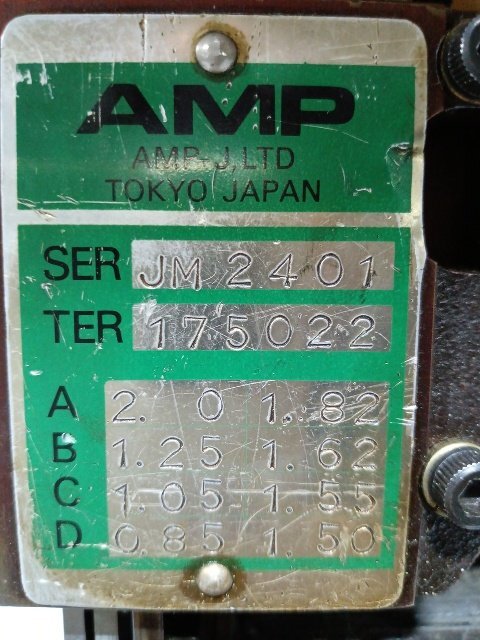 AMP
AMP-J, LTD
TOKYO JAPAN
SER JM 2401
TER 175022
A 2. 0 1. 82
B 1.25 1. 62
C 1.05 1. 55
D 0.85 1. 50